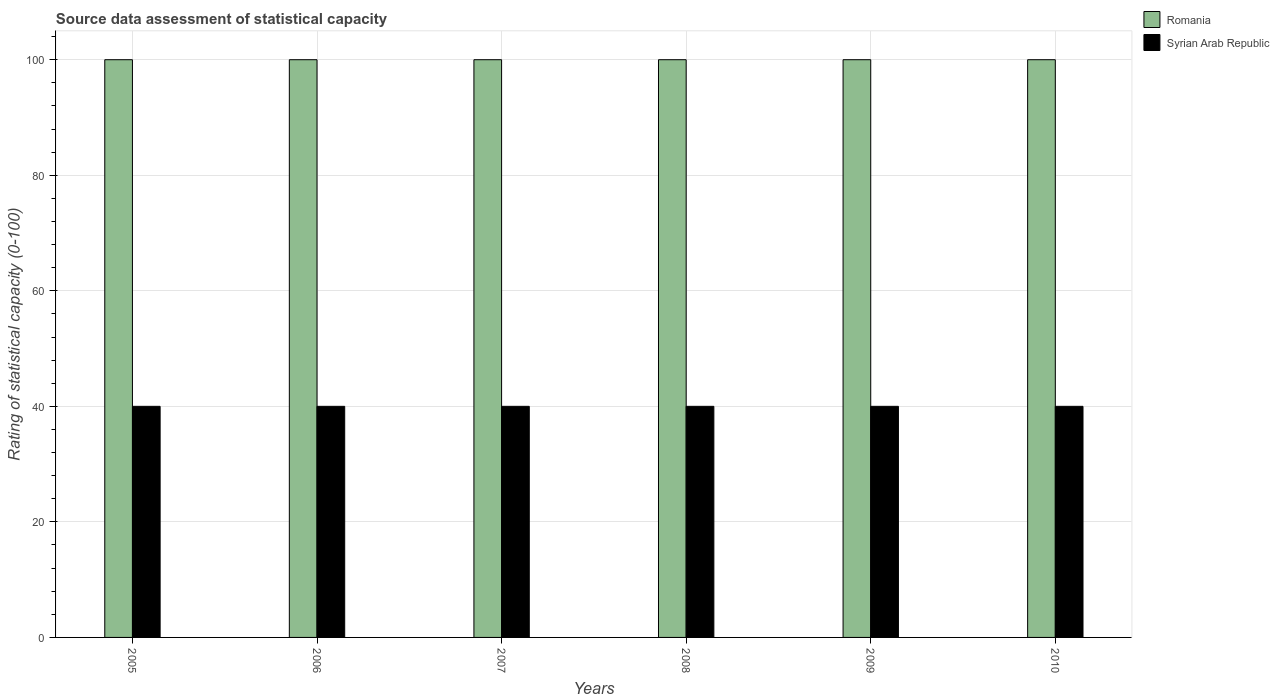 Source data assessment of statistical capacity
Romania
Syrian Arab Republic
Rating of statistical capacity (0-100)
100
80
60
40
20
0
2005
2006
2007
2008
2009
2010
Years